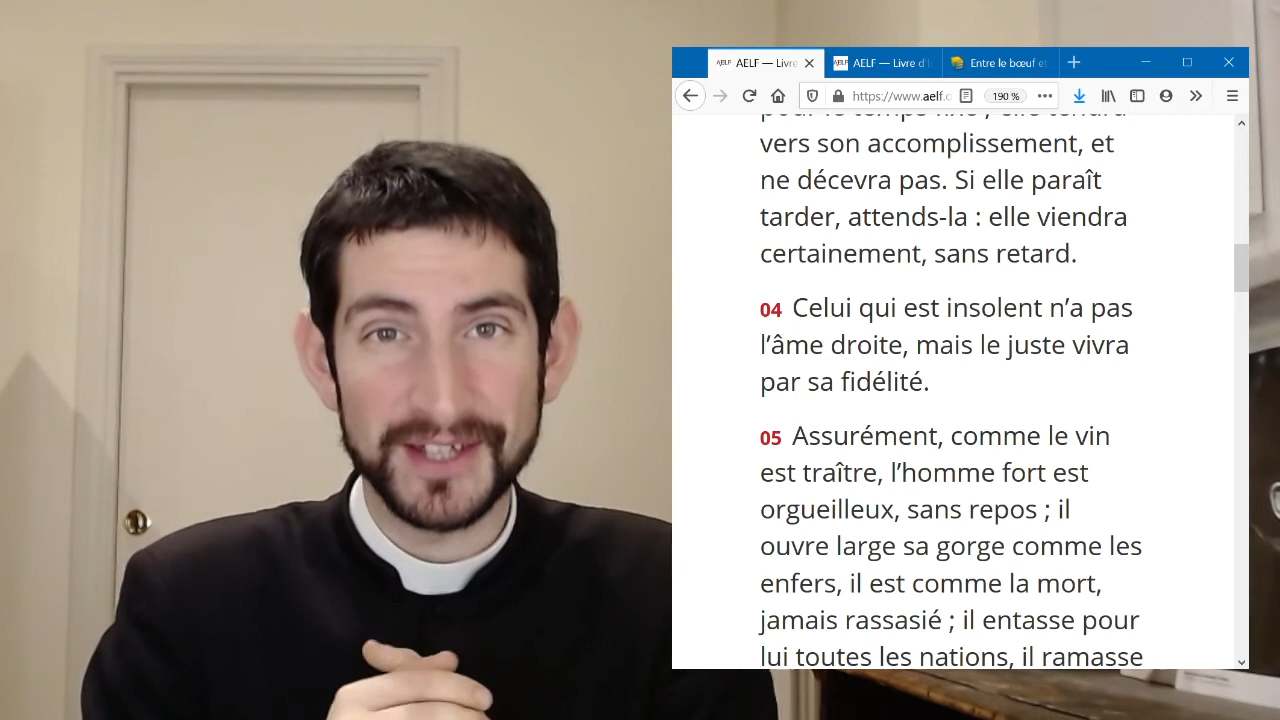 AELF — Livre
AELF — Livre d'
Entre le bœuf et
https://www.aelf.o
190 %
vers son accomplissement, et
ne décevra pas. Si elle paraît
tarder, attends-la : elle viendra
certainement, sans retard.
04 Celui qui est insolent n’a pas
l’âme droite, mais le juste vivra
par sa fidélité.
05 Assurément, comme le vin
est traître, l’homme fort est
orgueilleux, sans repos ; il
ouvre large sa gorge comme les
enfers, il est comme la mort,
jamais rassasié ; il entasse pour
lui toutes les nations, il ramasse